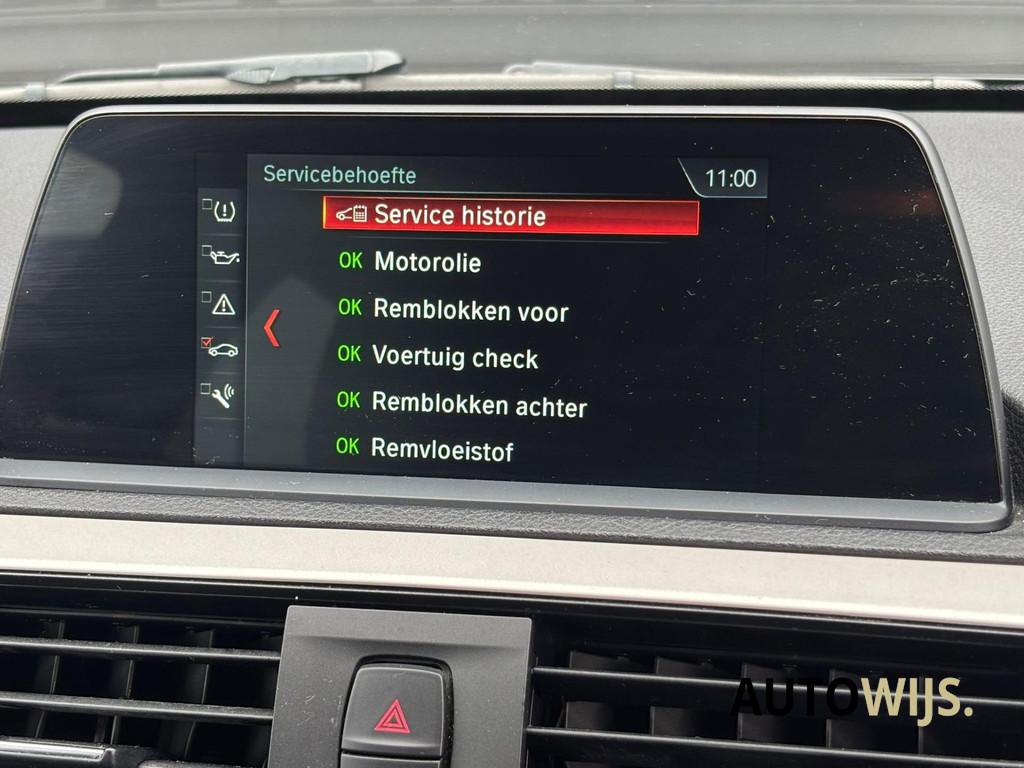 Servicebehoefte
11:00
Service historie
OK Motorolie
OK Remblokken voor
OK Voertuig check
OK Remblokken achter
OK Remvloeistof
AUTOWIJS.